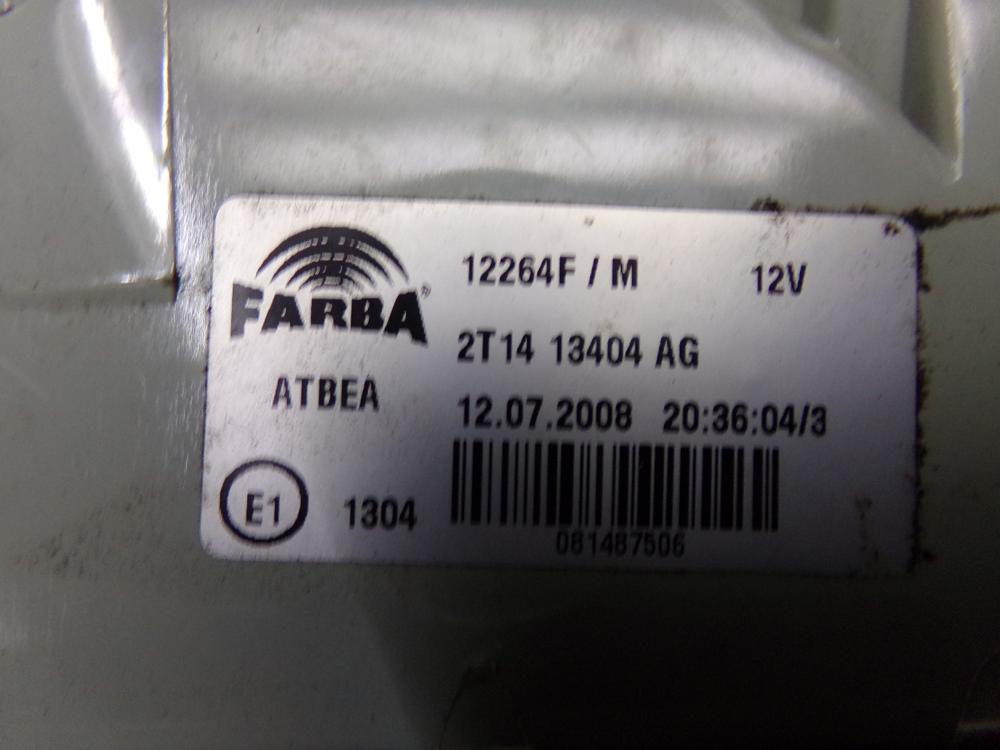 FARBA®
12264F / M 12V
2T14 13404 AG
ATBEA
12.07.2008 20:36:04/3
E1 1304
081487506